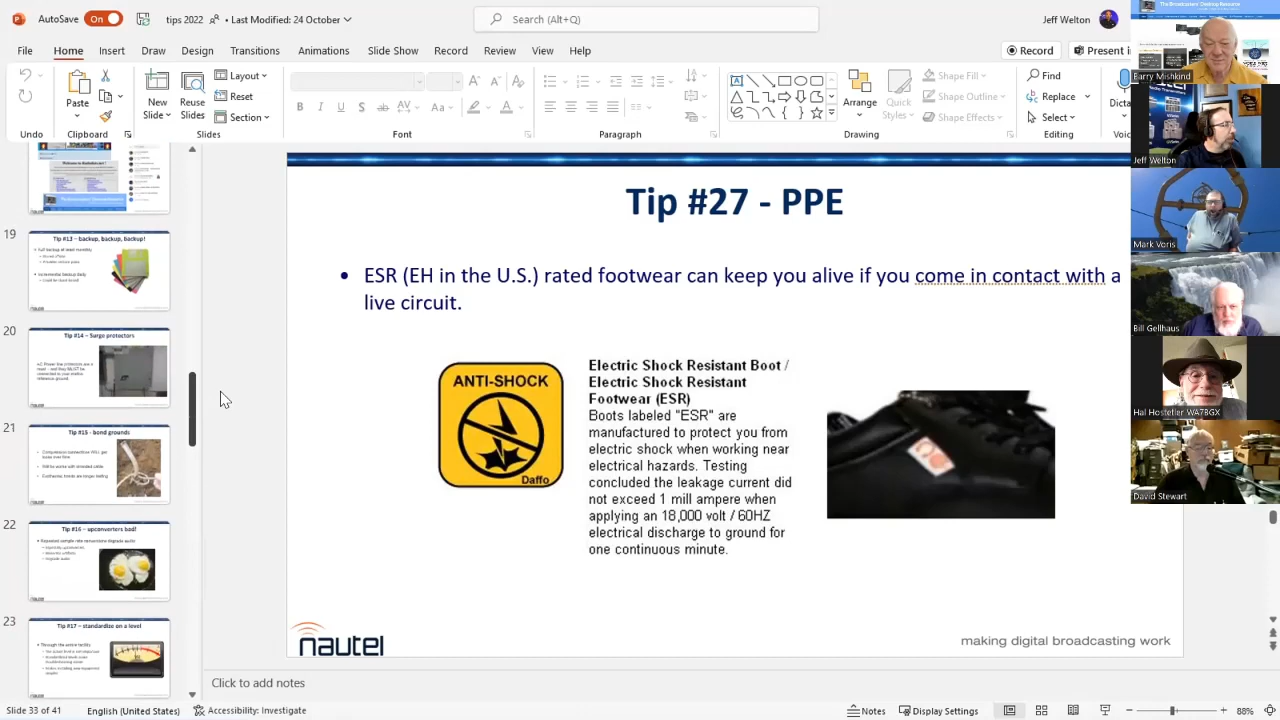 AutoSave
On
tips 2022
• Last Modified: 24 October
(Alt+Q)
Jeff Welton
File
Home
Insert
Draw
Design
Transitions
Animations
Slide Show
Record
View
Help
Record
Present in
Paste
New
Slide
Reuse
Slides
Layout
Reset
Section
Arrange
Shape Outline
Find
Replace
Select
Undo
Clipboard
Slides
Font
Paragraph
Drawing
Editing
19
Tip #13 – backup, backup, backup!
20
Tip #14 – Surge protectors
21
Tip #15 - bond grounds
22
Tip #16 – upconverters bad!
23
Tip #17 – standardize on a level
Tip #27 - PPE
• ESR (EH in the U.S.) rated footwear can keep you alive if you come in contact with a
live circuit.
ANTI-SHOCK
Daffo
Electric Shock Resistant Boot /
Electric Shock Resistant
Footwear (ESR)
Boots labeled "ESR" are
manufactured to protect you from
electric shock when working near
electrical hazards. Testing
concluded the leakage current did
not exceed 1 mill ampere when
applying an 18,000 volt / 60HZ
electrical discharge to ground for
one continuous minute.
nautel
making digital broadcasting work
Click to add notes
Slide 33 of 41
English (United States)
Accessibility: Investigate
Notes
Display Settings
88%
The Broadcasters' Desktop Resource
Barry Mishkind
Jeff Welton
Mark Voris
Bill Gellhaus
Hal Hostetler WA7BGX
David Stewart